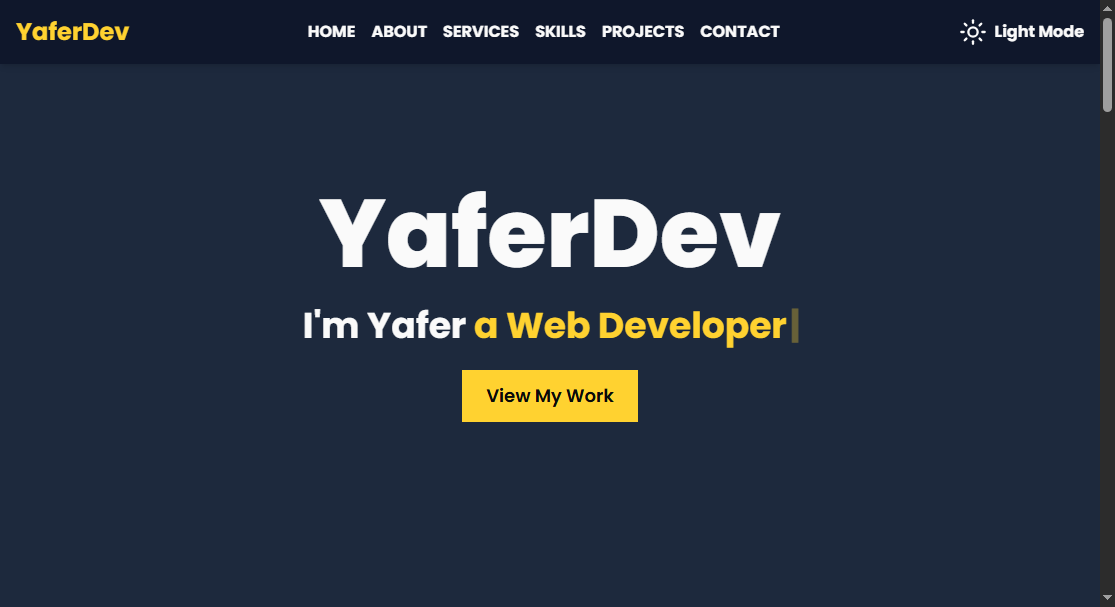 YaferDev
HOME ABOUT SERVICES SKILLS PROJECTS CONTACT
Light Mode
YaferDev
I'm Yafer a Web Developer
View My Work